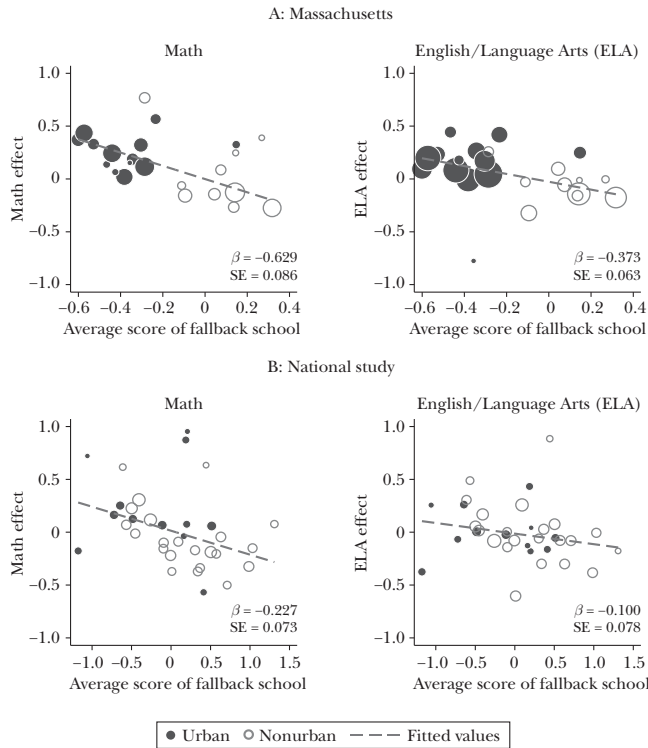 A: Massachusetts
Math
English/Language Arts (ELA)
1.0
0.5
0.0
−0.5
−1.0
Math effect
β = −0.629
SE = 0.086
−0.6 −0.4 −0.2 0 0.2 0.4
Average score of fallback school
1.0
0.5
0.0
−0.5
−1.0
ELA effect
β = −0.373
SE = 0.063
−0.6 −0.4 −0.2 0 0.2 0.4
Average score of fallback school
B: National study
Math
English/Language Arts (ELA)
1.0
0.5
0.0
−0.5
−1.0
Math effect
β = −0.227
SE = 0.073
−1.0 −0.5 0 0.5 1.0 1.5
Average score of fallback school
1.0
0.5
0.0
−0.5
−1.0
ELA effect
β = −0.100
SE = 0.078
−1.0 −0.5 0 0.5 1.0 1.5
Average score of fallback school
Urban Nonurban Fitted values